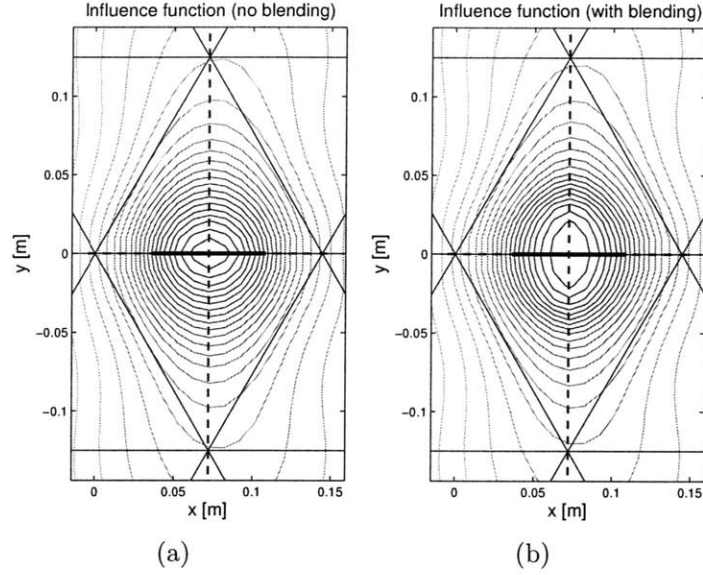 Influence function (no blending)
0.1
0.05
0
−0.05
−0.1
y [m]
0
0.05
0.1
0.15
x [m]
(a)
Influence function (with blending)
0.1
0.05
0
−0.05
−0.1
y [m]
0
0.05
0.1
0.15
x [m]
(b)